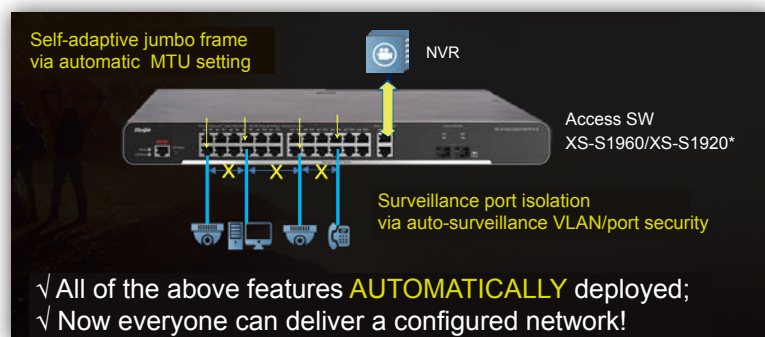 Self-adaptive jumbo frame
via automatic MTU setting
NVR
Ruijie
Access SW
XS-S1960/XS-S1920*
X X X
Surveillance port isolation
via auto-surveillance VLAN/port security
√ All of the above features AUTOMATICALLY deployed;
√ Now everyone can deliver a configured network!